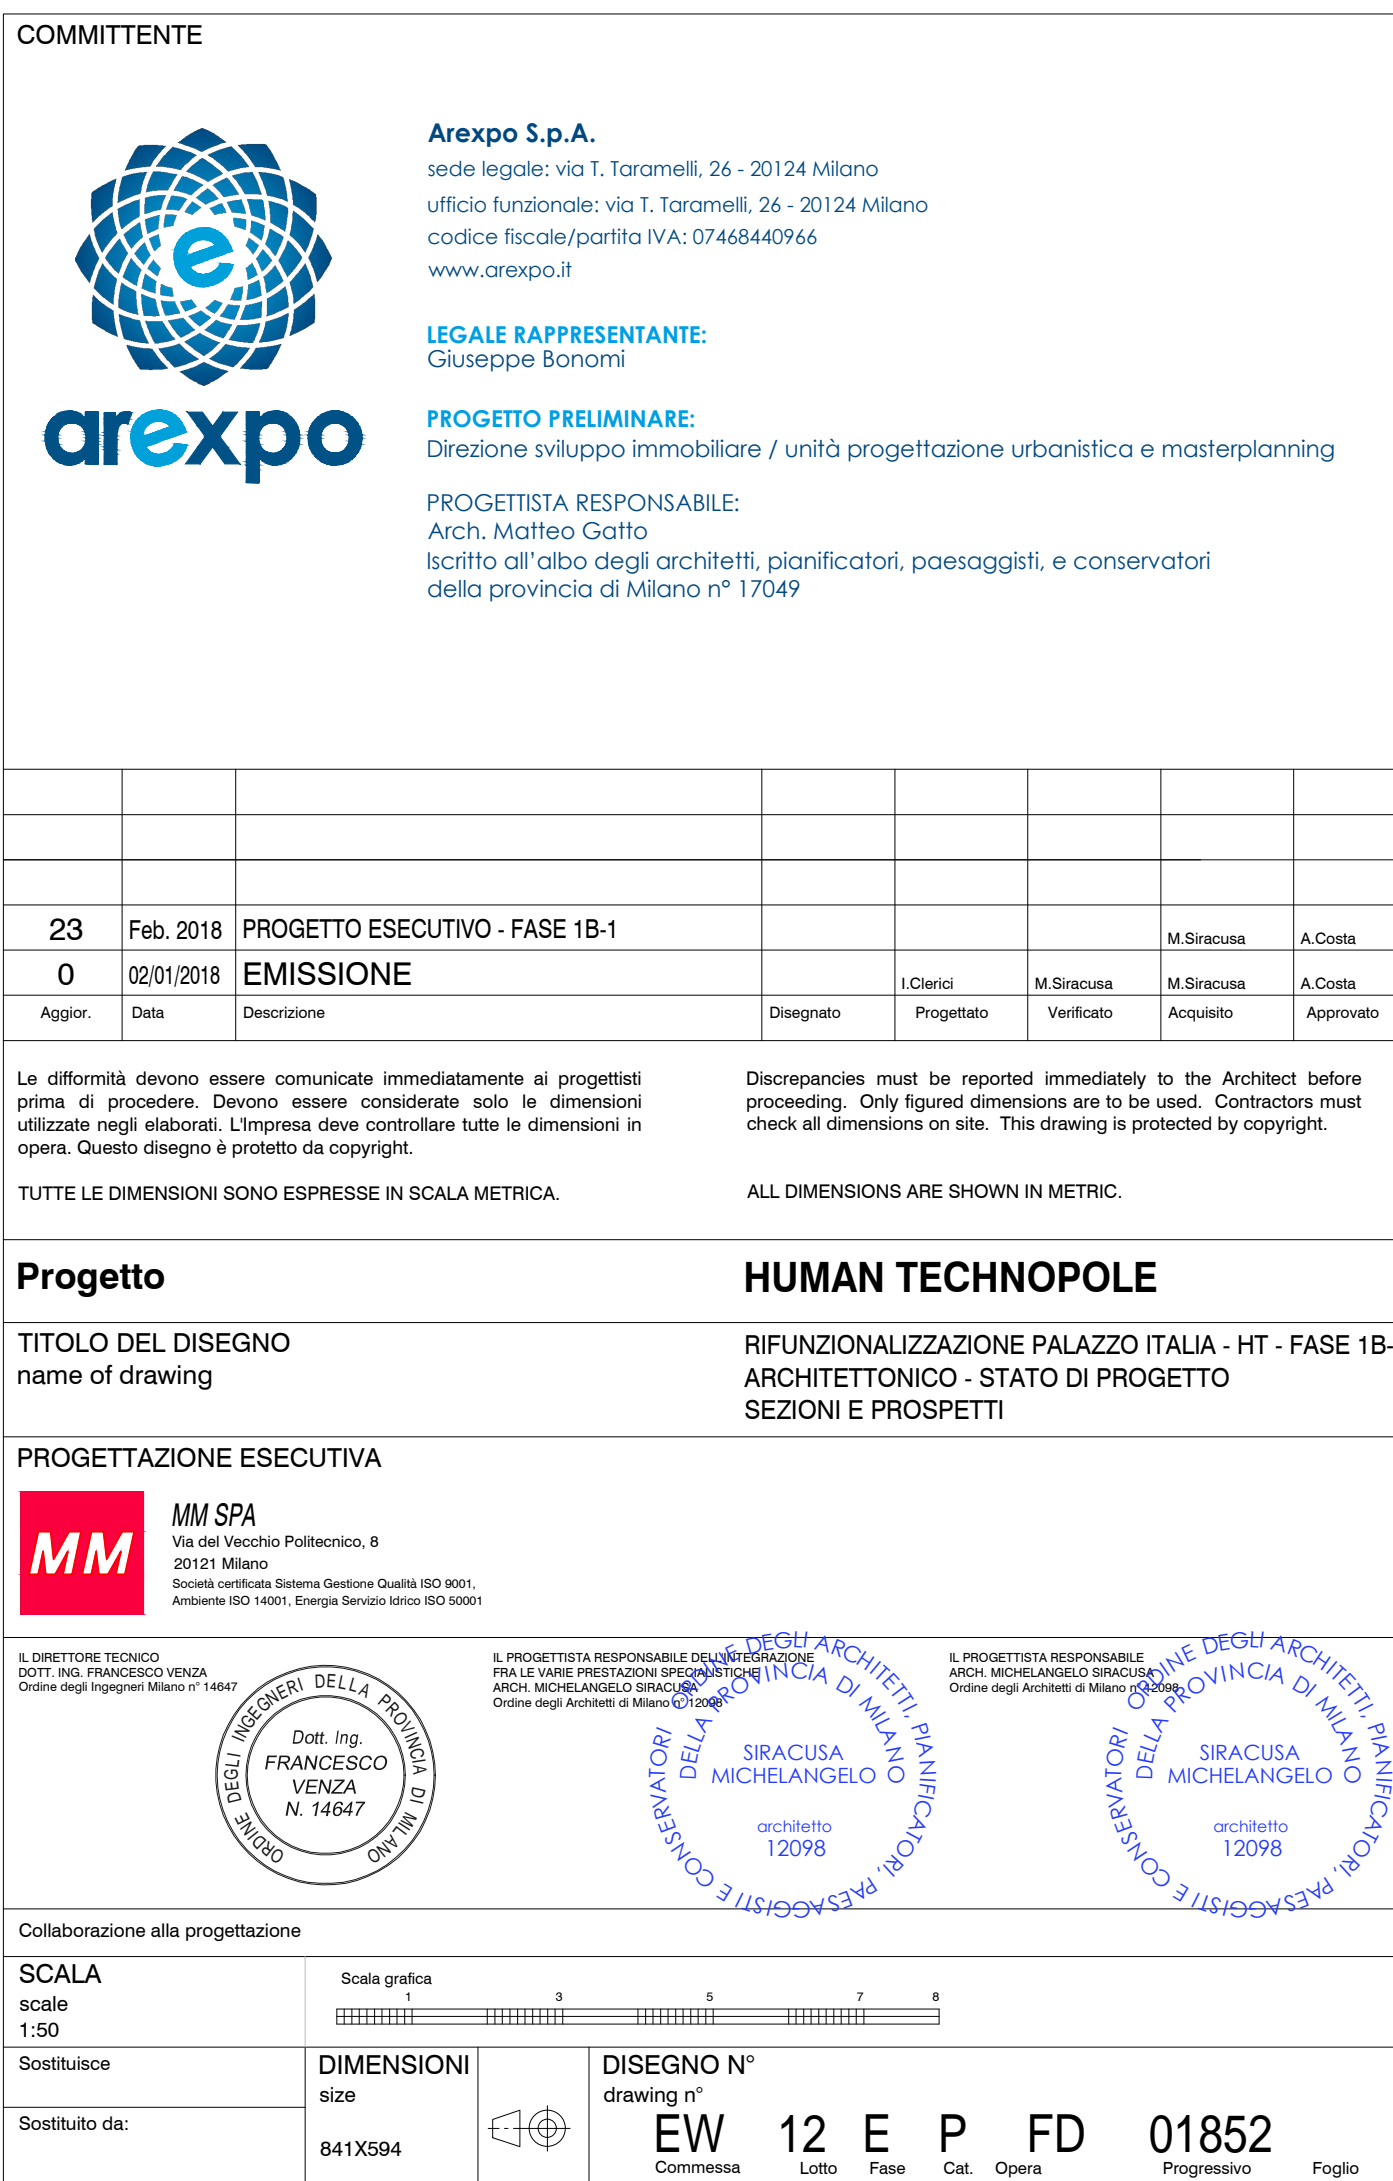 COMMITTENTE
e
arexpo
Arexpo S.p.A.
sede legale: via T. Taramelli, 26 - 20124 Milano
ufficio funzionale: via T. Taramelli, 26 - 20124 Milano
codice fiscale/partita IVA: 07468440966
www.arexpo.it
LEGALE RAPPRESENTANTE:
Giuseppe Bonomi
PROGETTO PRELIMINARE:
Direzione sviluppo immobiliare / unità progettazione urbanistica e masterplanning
PROGETTISTA RESPONSABILE:
Arch. Matteo Gatto
Iscritto all'albo degli architetti, pianificatori, paesaggisti, e conservatori
della provincia di Milano n° 17049
23 Feb. 2018 PROGETTO ESECUTIVO - FASE 1B-1 M.Siracusa A.Costa
0 02/01/2018 EMISSIONE I.Clerici M.Siracusa M.Siracusa A.Costa
Aggior. Data Descrizione Disegnato Progettato Verificato Acquisito Approvato
Le difformità devono essere comunicate immediatamente ai progettisti
prima di procedere. Devono essere considerate solo le dimensioni
utilizzate negli elaborati. L'Impresa deve controllare tutte le dimensioni in
opera. Questo disegno è protetto da copyright.
TUTTE LE DIMENSIONI SONO ESPRESSE IN SCALA METRICA.
Discrepancies must be reported immediately to the Architect before
proceeding. Only figured dimensions are to be used. Contractors must
check all dimensions on site. This drawing is protected by copyright.
ALL DIMENSIONS ARE SHOWN IN METRIC.
Progetto HUMAN TECHNOPOLE
TITOLO DEL DISEGNO
name of drawing
RIFUNZIONALIZZAZIONE PALAZZO ITALIA - HT - FASE 1B-
ARCHITETTONICO - STATO DI PROGETTO
SEZIONI E PROSPETTI
PROGETTAZIONE ESECUTIVA
MM
MM SPA
Via del Vecchio Politecnico, 8
20121 Milano
Società certificata Sistema Gestione Qualità ISO 9001,
Ambiente ISO 14001, Energia Servizio Idrico ISO 50001
IL DIRETTORE TECNICO
DOTT. ING. FRANCESCO VENZA
Ordine degli Ingegneri Milano n° 14647
ORDINE DEGLI INGEGNERI DELLA PROVINCIA DI MILANO
Dott. Ing.
FRANCESCO
VENZA
N. 14647
IL PROGETTISTA RESPONSABILE DELL'INTEGRAZIONE
FRA LE VARIE PRESTAZIONI SPECIALISTICHE
ARCH. MICHELANGELO SIRACUSA
Ordine degli Architetti di Milano n° 12098
ORDINE DEGLI ARCHITETTI, PIANIFICATORI, PAESAGGISTI E CONSERVATORI
DELLA PROVINCIA DI MILANO
SIRACUSA
MICHELANGELO
architetto
12098
IL PROGETTISTA RESPONSABILE
ARCH. MICHELANGELO SIRACUSA
Ordine degli Architetti di Milano n° 12098
ORDINE DEGLI ARCHITETTI, PIANIFICATORI, PAESAGGISTI E CONSERVATORI
DELLA PROVINCIA DI MILANO
SIRACUSA
MICHELANGELO
architetto
12098
Collaborazione alla progettazione
SCALA
scale
1:50
Scala grafica
1 3 5 7 8
Sostituisce
Sostituito da:
DIMENSIONI
size
841X594
DISEGNO N°
drawing n°
EW 12 E P FD 01852
Commessa Lotto Fase Cat. Opera Progressivo Foglio